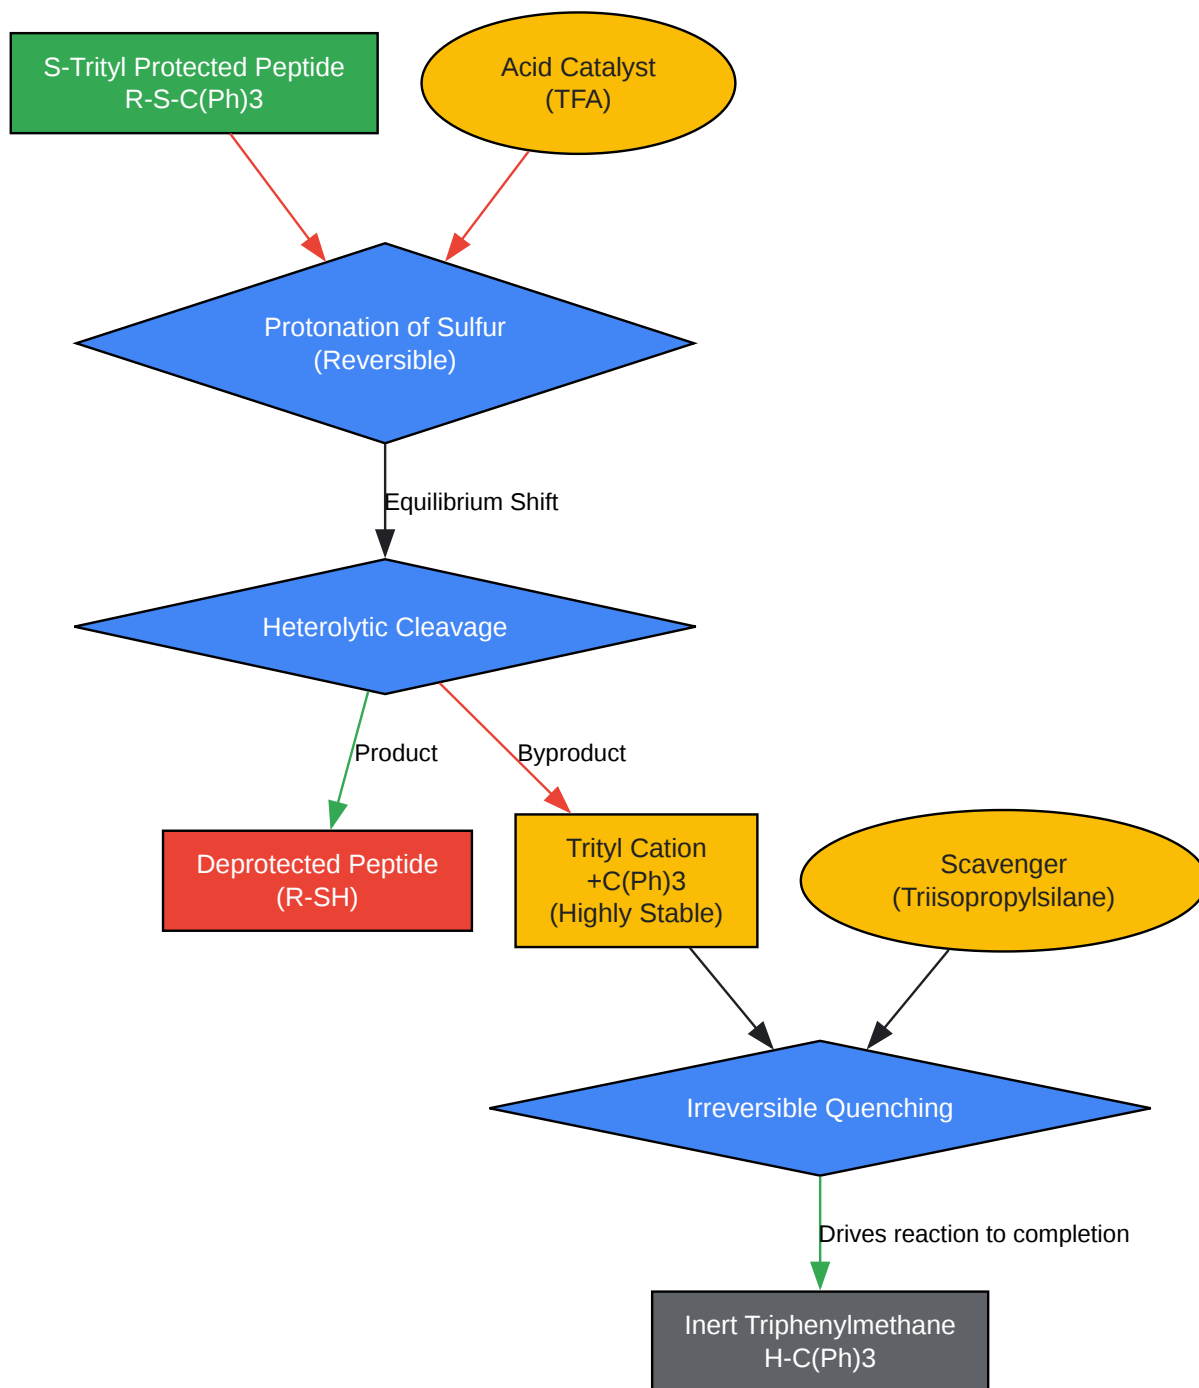 S-Trityl Protected Peptide
R-S-C(Ph)3
Acid Catalyst
(TFA)
Protonation of Sulfur
(Reversible)
Equilibrium Shift
Heterolytic Cleavage
Product
Byproduct
Deprotected Peptide
(R-SH)
Trityl Cation
+C(Ph)3
(Highly Stable)
Scavenger
(Triisopropylsilane)
Irreversible Quenching
Drives reaction to completion
Inert Triphenylmethane
H-C(Ph)3